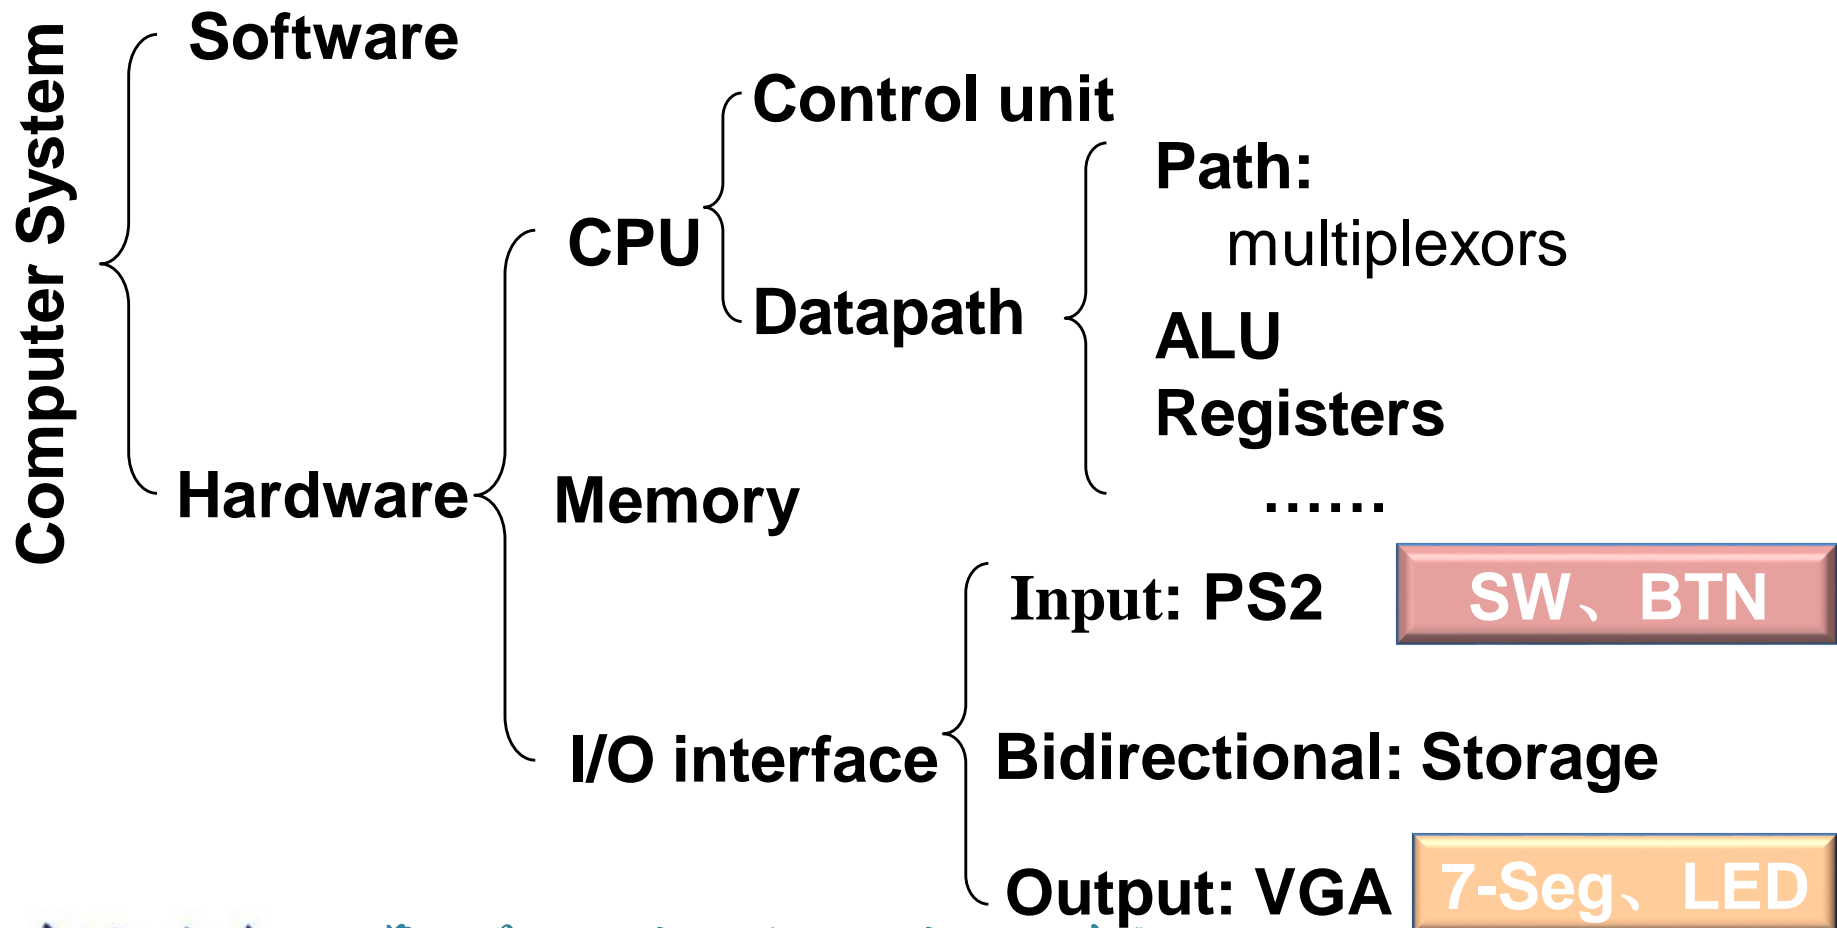 Computer System
Software
Control unit
Path:
multiplexors
CPU
Datapath
ALU
Registers
Hardware
Memory
……
Input: PS2
SW、BTN
I/O interface
Bidirectional: Storage
Output: VGA
7-Seg、LED